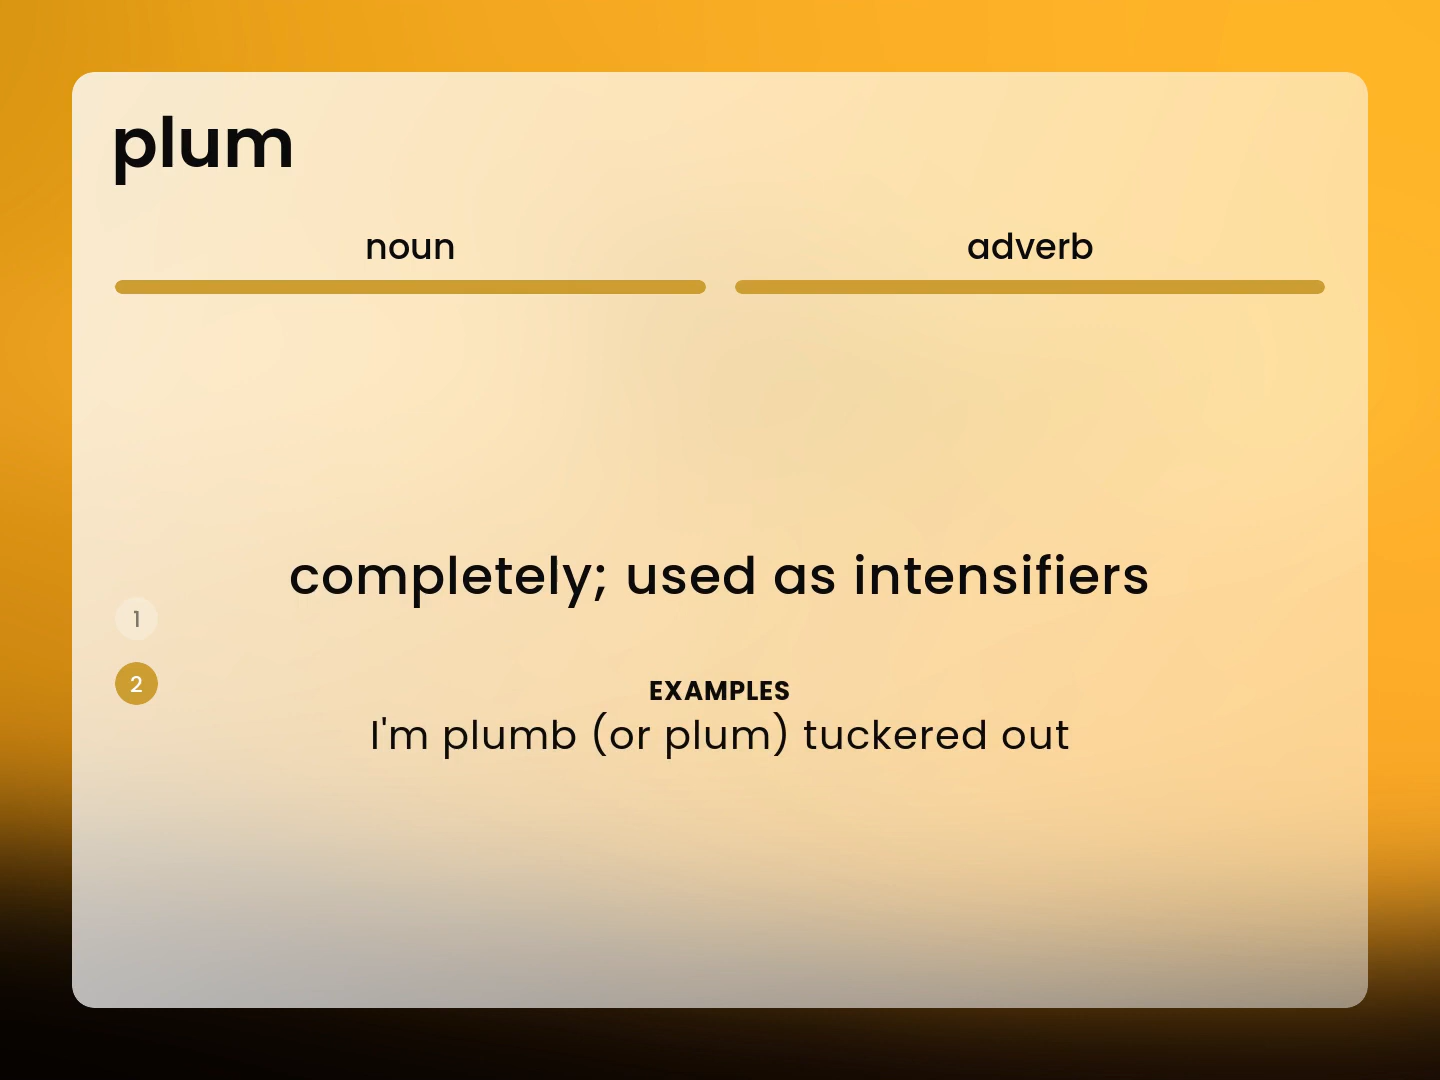 plum
noun
adverb
completely; used as intensifiers
1
2
EXAMPLES
I'm plumb (or plum) tuckered out